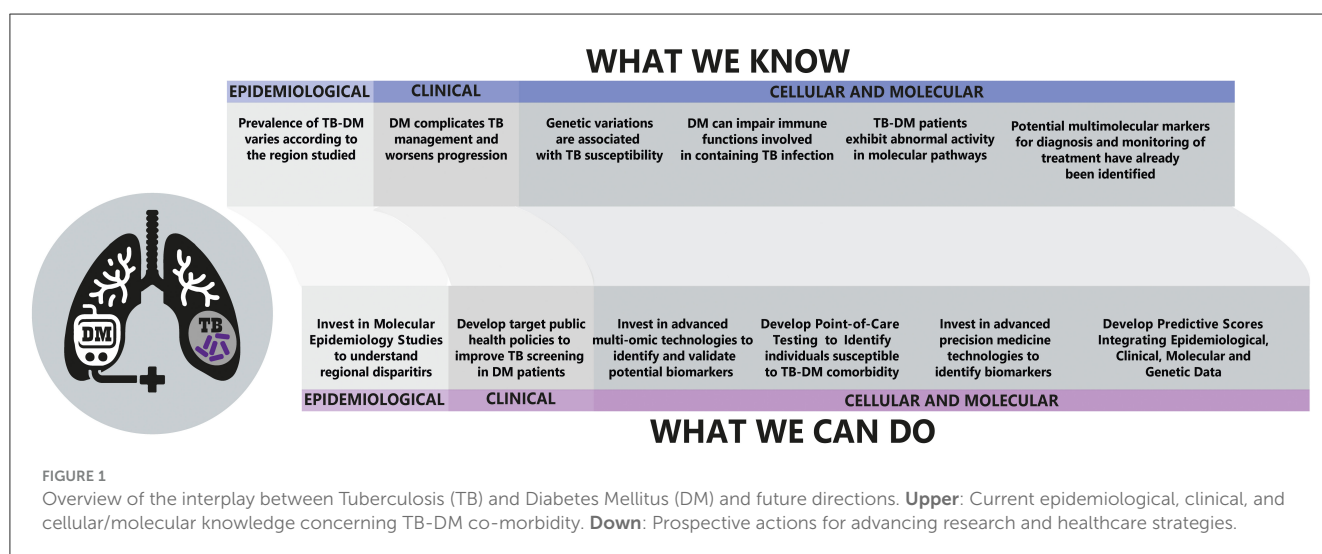 WHAT WE KNOW
EPIDEMIOLOGICAL
CLINICAL
CELLULAR AND MOLECULAR
Prevalence of TB-DM
varies according to
the region studied
DM complicates TB
management and
worsens progression
Genetic variations
are associated
with TB susceptibility
DM can impair immune
functions involved
in containing TB infection
TB-DM patients
exhibit abnormal activity
in molecular pathways
Potential multimolecular markers
for diagnosis and monitoring of
treatment have already
been identified
DM
TB
Invest in Molecular
Epidemiology Studies
to understand
regional disparitirs
Develop target public
health policies to
improve TB screening
in DM patients
Invest in advanced
multi-omic technologies to
identify and validate
potential biomarkers
Develop Point-of-Care
Testing to Identify
individuals susceptible
to TB-DM comorbidity
Invest in advanced
precision medicine
technologies to
identify biomarkers
Develop Predictive Scores
Integrating Epidemiological,
Clinical, Molecular and
Genetic Data
EPIDEMIOLOGICAL
CLINICAL
CELLULAR AND MOLECULAR
WHAT WE CAN DO
FIGURE 1
Overview of the interplay between Tuberculosis (TB) and Diabetes Mellitus (DM) and future directions. Upper: Current epidemiological, clinical, and
cellular/molecular knowledge concerning TB-DM co-morbidity. Down: Prospective actions for advancing research and healthcare strategies.